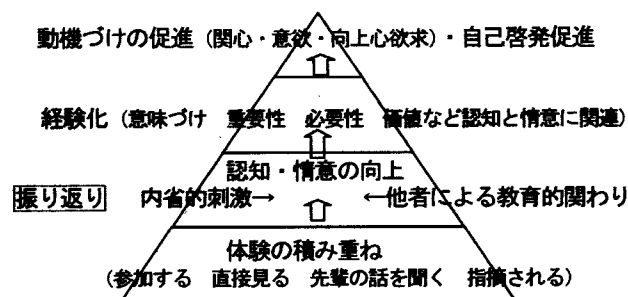 動機づけの促進（関心・意欲・向上心欲求）・自己啓発促進
経験化（意味づけ　重要性　必要性　価値など認知と情意に関連）
認知・情意の向上
振り返り　内省的刺激→　←他者による教育的関わり
体験の積み重ね
（参加する　直接見る　先輩の話を聞く　指摘される）